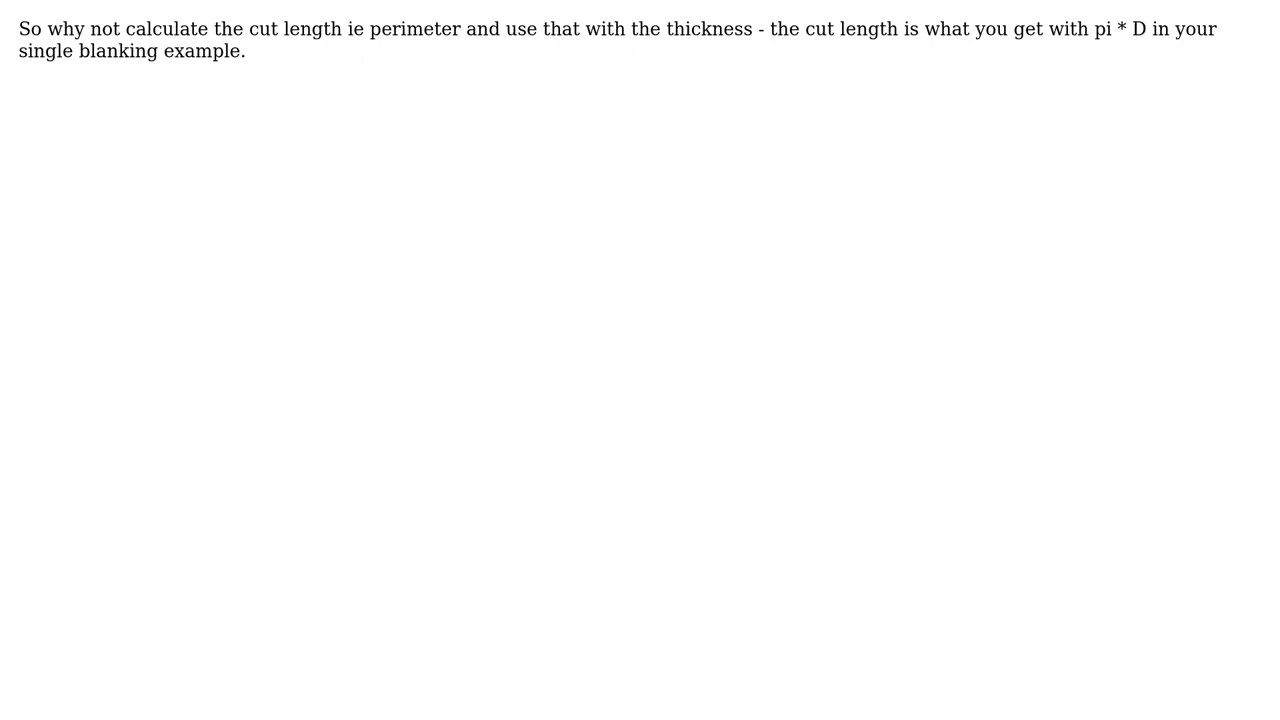 So why not calculate the cut length ie perimeter and use that with the thickness - the cut length is what you get with pi * D in your
single blanking example.